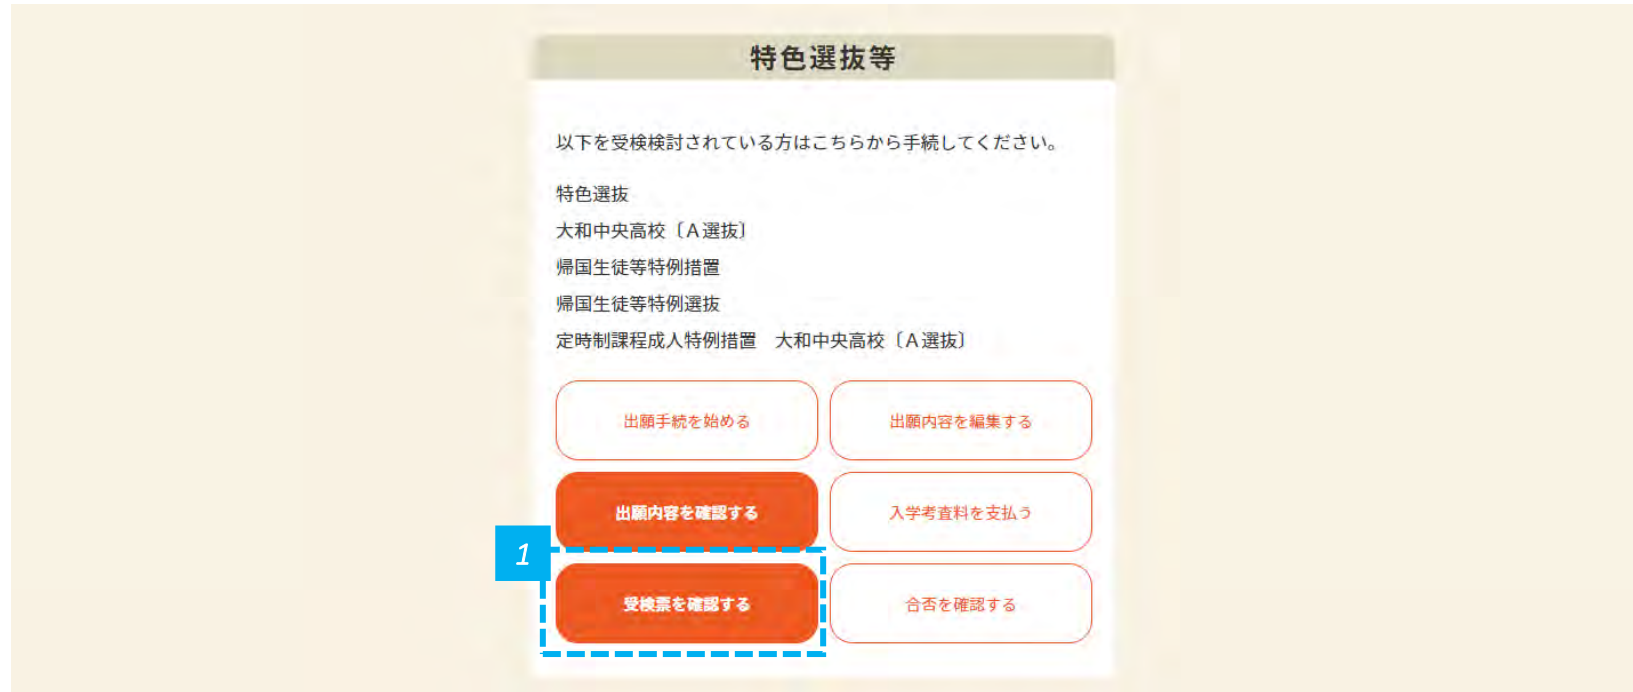 特色選抜等
以下を受検検討されている方はこちらから手続してください。
特色選抜
大和中央高校〔Ａ選抜〕
帰国生徒等特例措置
帰国生徒等特例選抜
定時制課程成人特例措置　大和中央高校〔Ａ選抜〕
出願手続を始める
出願内容を編集する
出願内容を確認する
入学考査料を支払う
1
受検票を確認する
合否を確認する